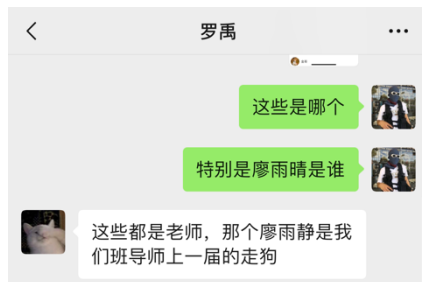 罗禹
这些是哪个
特别是廖雨晴是谁
这些都是老师，那个廖雨静是我
们班导师上一届的走狗